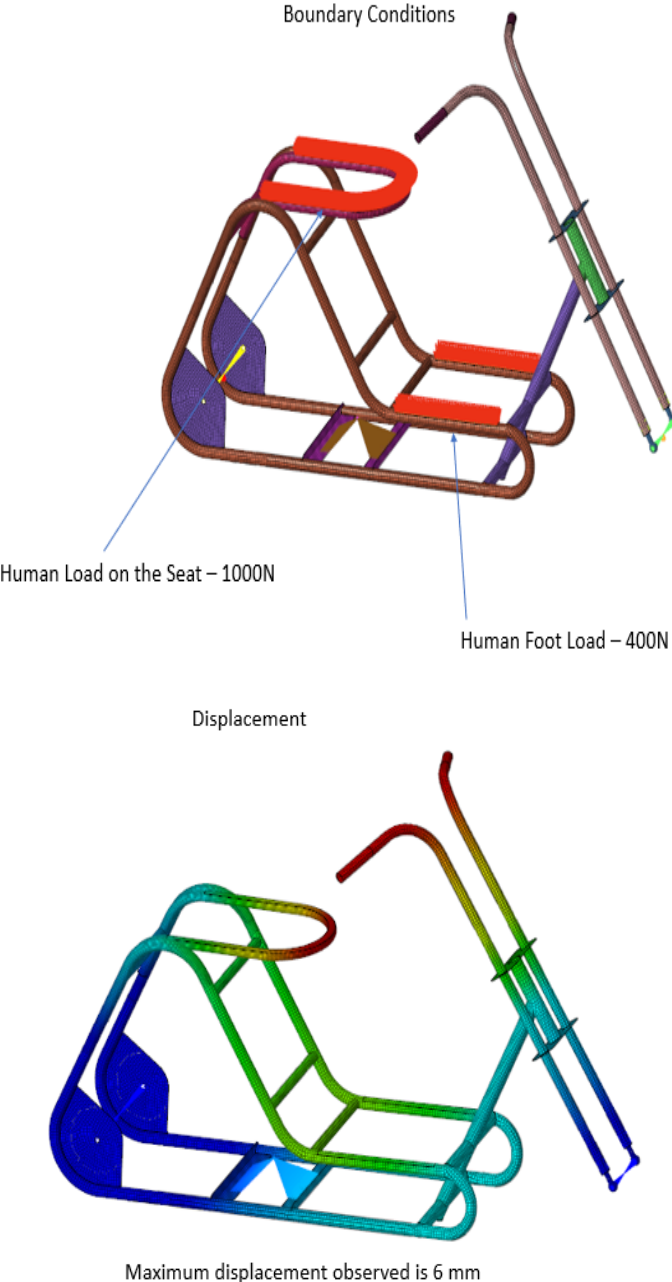 Boundary Conditions
Human Load on the Seat – 1000N
Human Foot Load – 400N
Displacement
Maximum displacement observed is 6 mm